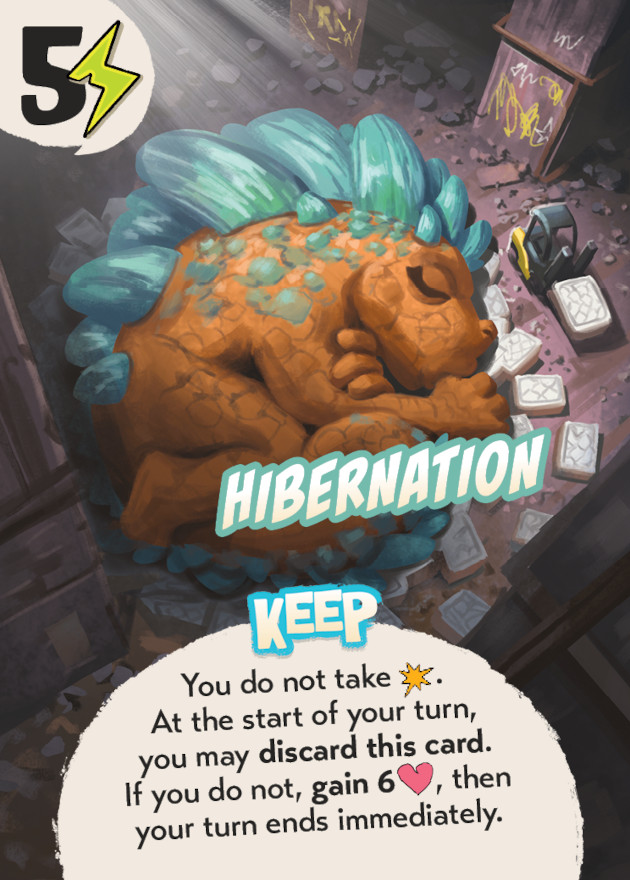 5
HIBERNATION
KEEP
You do not take .
At the start of your turn,
you may discard this card.
If you do not, gain 6, then
your turn ends immediately.